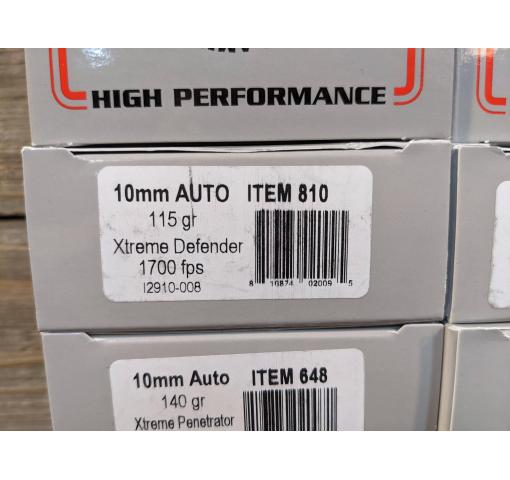 HIGH PERFORMANCE
10mm AUTO ITEM 810
115 gr
Xtreme Defender
1700 fps
I2910-008
8 10874 02009 5
10mm Auto ITEM 648
140 gr
Xtreme Penetrator